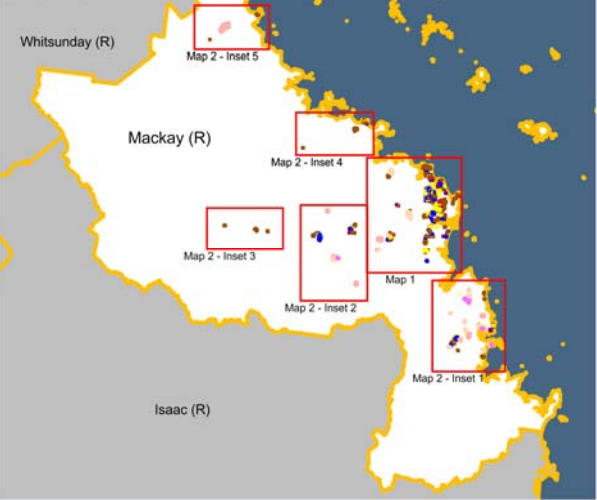 Whitsunday (R)
Map 2 - Inset 5
Mackay (R)
Map 2 - Inset 4
Map 2 - Inset 3
Map 1
Map 2 - Inset 2
Map 2 - Inset 1
Isaac (R)